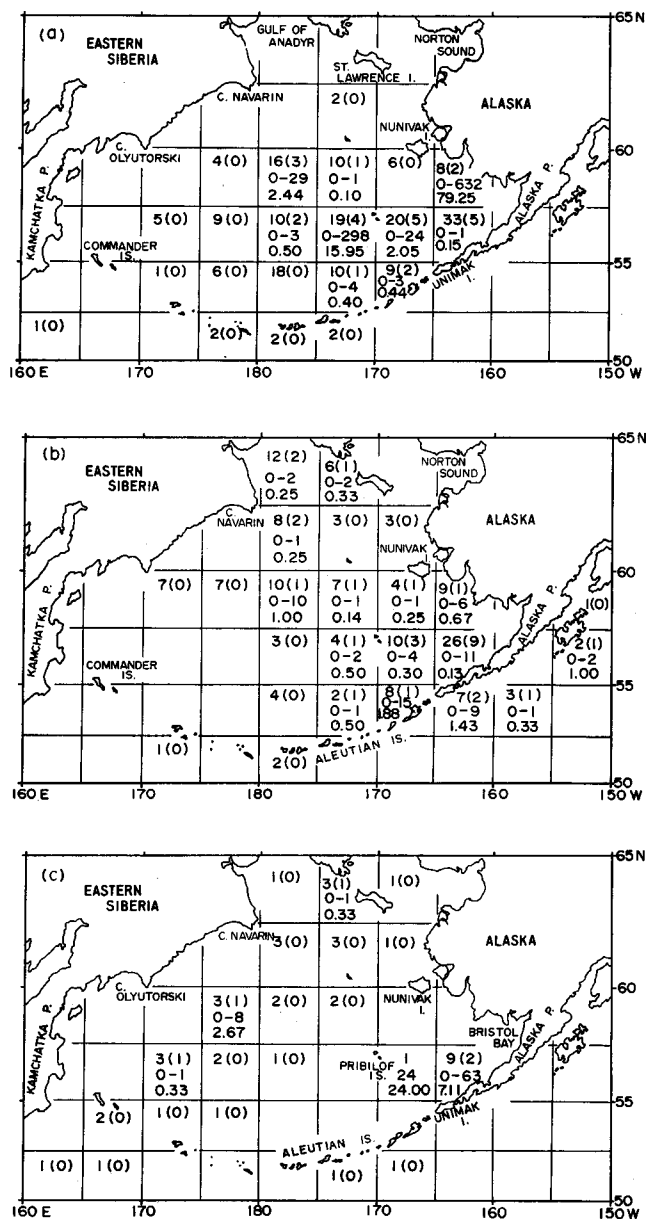 (a)
65N
EASTERN
SIBERIA
GULF OF
ANADYR
NORTON
SOUND
ST.
LAWRENCE I.
C. NAVARIN
2(0)
ALASKA
NUNIVAK
I.
C.
OLYUTORSKI
60
KAMCHATKA P.
ALASKA P.
4(0) 16(3) 10(1) 6(0) 8(2)
0-29 0-1 0-632
2.44 0.10 79.25
5(0) 9(0) 10(2) 19(4) 20(5) 33(5)
0-3 0-298 0-24 0-1
0.50 15.95 2.05 0.15
COMMANDER
IS.
55
1(0) 6(0) 18(0) 10(1) 9(2)
0-4 0-3
0.40 0.44
UNIMAK
I.
1(0) 2(0) 2(0) 2(0)
50
160 E 170 180 170 160 150 W
(b)
65N
EASTERN
SIBERIA
12(2) 6(1)
0-2 0-2
0.25 0.33
NORTON
SOUND
C.
NAVARIN
8(2) 3(0) 3(0)
0-1
0.25
ALASKA
NUNIVAK
I.
60
KAMCHATKA P.
ALASKA P.
7(0) 7(0) 10(1) 7(1) 4(1) 9(1) 1(0)
0-10 0-1 0-1 0-6
1.00 0.14 0.25 0.67
3(0) 4(1) 10(3) 26(9) 2(1)
0-2 0-4 0-11 0-2
0.50 0.30 0.13 1.00
COMMANDER
IS.
55
4(0) 2(1) 8(1) 7(2) 3(1)
0-1 0-15 0-9 0-1
0.50 1.88 1.43 0.33
1(0) 2(0)
ALEUTIAN IS.
50
160 E 170 180 170 160 150 W
(c)
65N
EASTERN
SIBERIA
1(0) 3(1) 1(0)
0-1
0.33
C. NAVARIN
3(0) 3(0) 1(0)
ALASKA
C.
OLYUTORSKI
NUNIVAK
I.
60
KAMCHATKA P.
3(1) 2(0) 2(0)
0-8
2.67
BRISTOL
BAY
ALASKA P.
3(1) 2(0) 1(0) 1 9(2)
0-1 24 0-63
0.33 24.00 7.11
PRIBILOF
IS.
55
2(0) 1(0) 1(0)
UNIMAK
I.
ALEUTIAN IS.
1(0) 1(0) 1(0) 1(0)
50
160 E 170 180 170 160 150 W